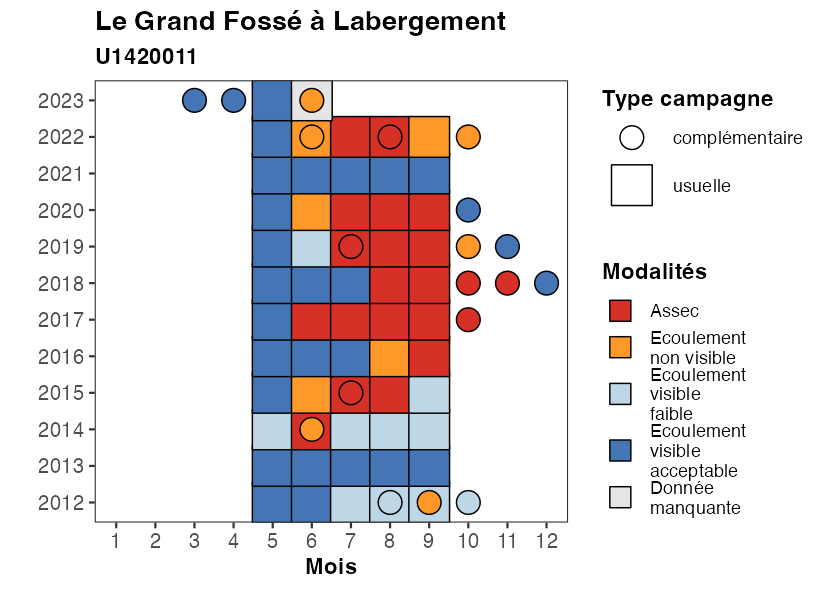 Le Grand Fossé à Labergement
U1420011
2023
2022
2021
2020
2019
2018
2017
2016
2015
2014
2013
2012
1 2 3 4 5 6 7 8 9 10 11 12
Mois
Type campagne
complémentaire
usuelle
Modalités
Assec
Ecoulement
non visible
Ecoulement
visible
faible
Ecoulement
visible
acceptable
Donnée
manquante